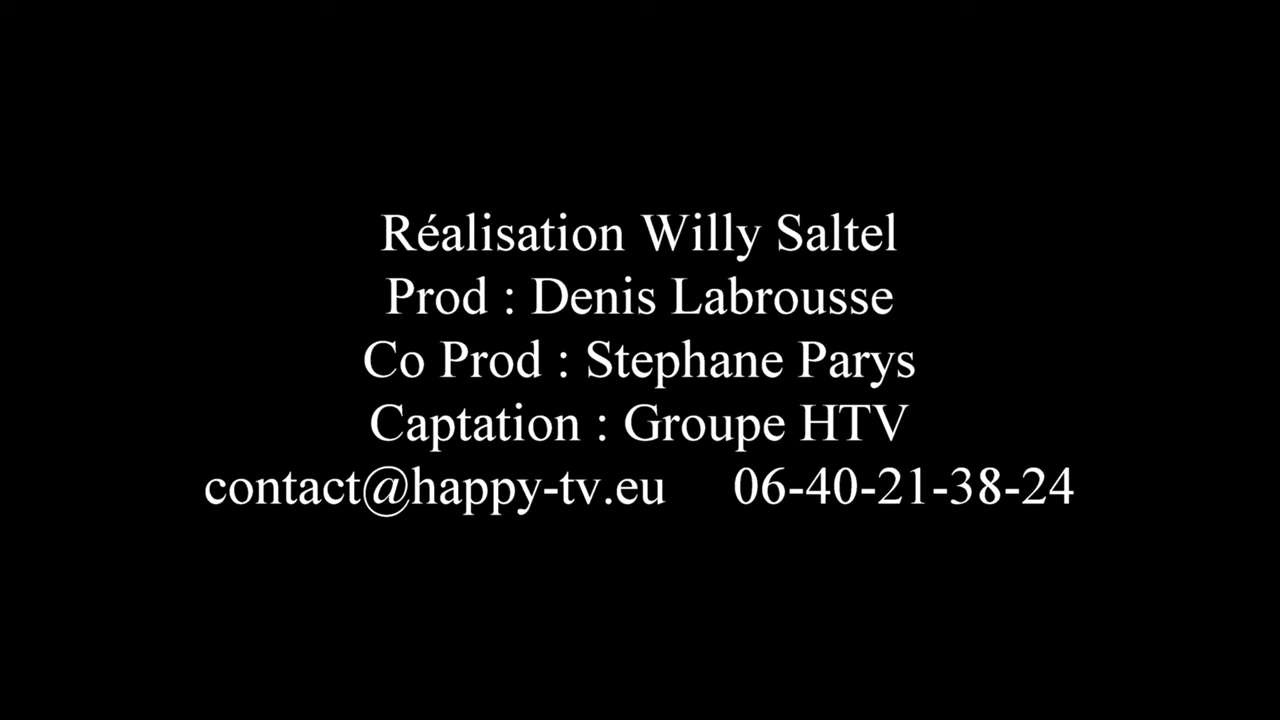 Réalisation Willy Saltel
Prod : Denis Labrousse
Co Prod : Stephane Parys
Captation : Groupe HTV
contact@happy-tv.eu 06-40-21-38-24